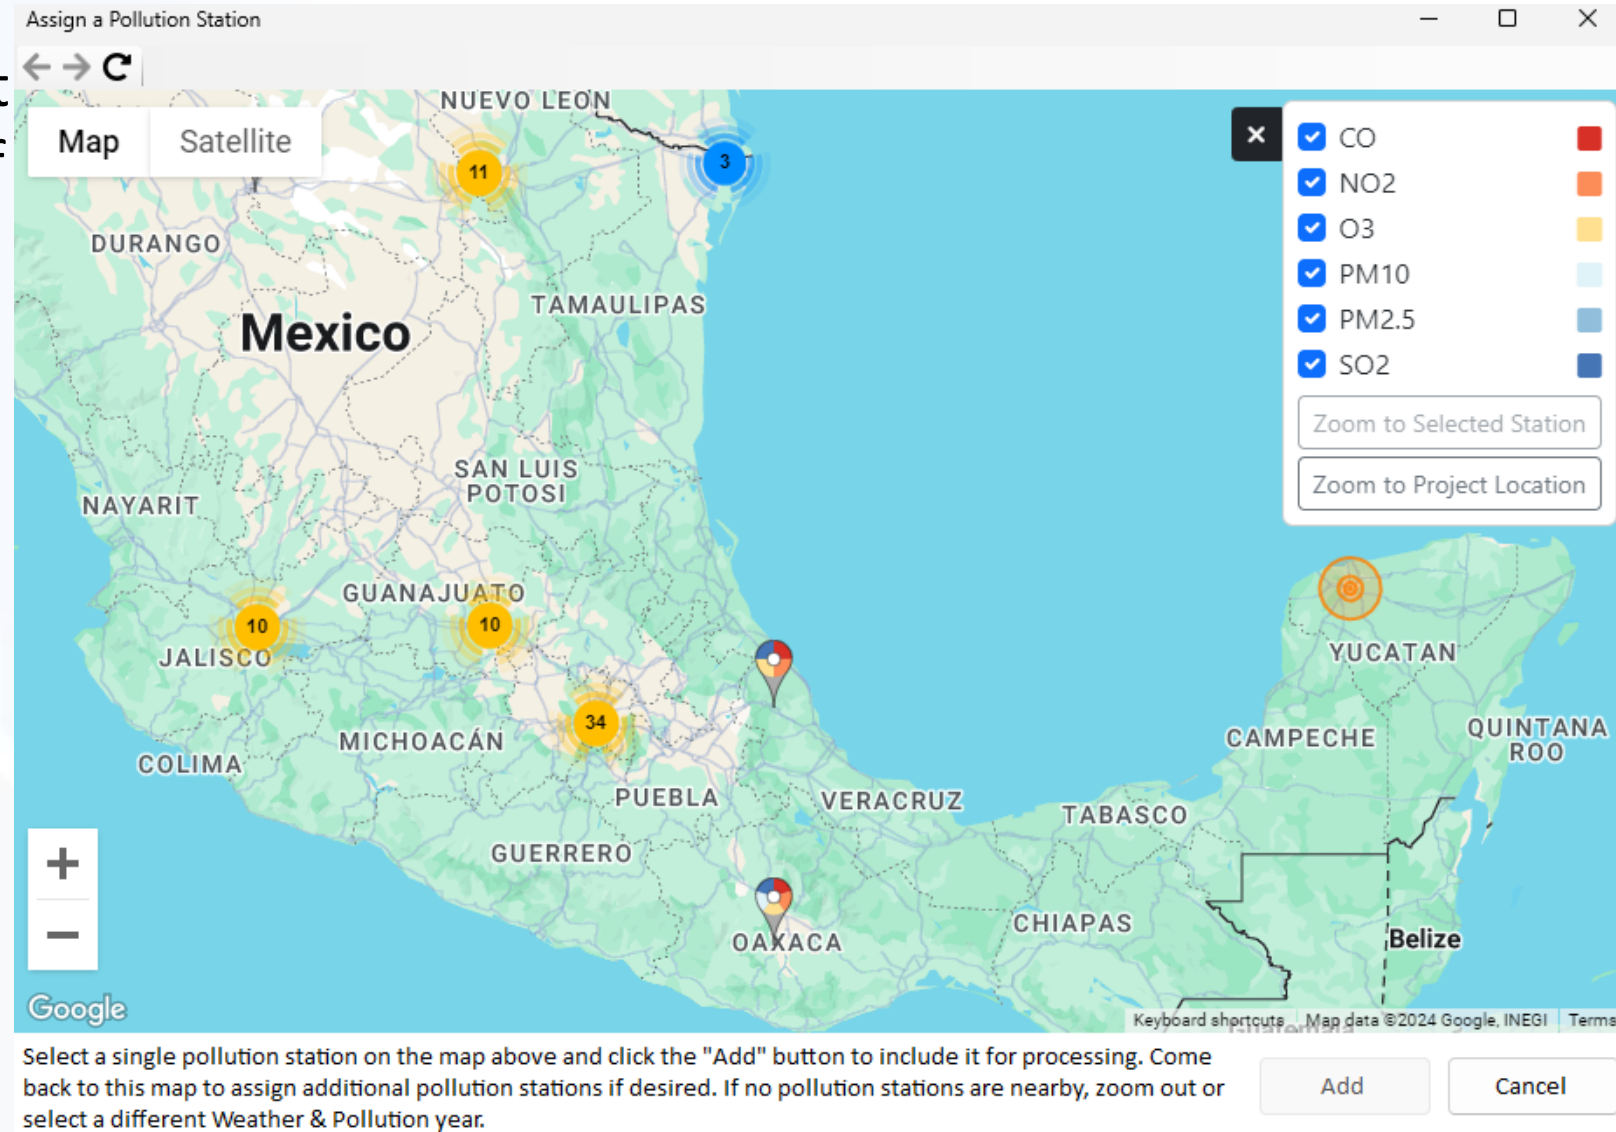 Assign a Pollution Station
Map
Satellite
NUEVO LEON
11
3
DURANGO
TAMAULIPAS
Mexico
SAN LUIS
POTOSI
NAYARIT
GUANAJUATO
10
10
JALISCO
34
MICHOACÁN
COLIMA
PUEBLA
VERACRUZ
GUERRERO
OAXACA
TABASCO
CHIAPAS
YUCATAN
CAMPECHE
QUINTANA
ROO
Belize
Guatemala
CO
NO2
O3
PM10
PM2.5
SO2
Zoom to Selected Station
Zoom to Project Location
Google
Keyboard shortcuts
Map data ©2024 Google, INEGI
Terms
Select a single pollution station on the map above and click the "Add" button to include it for processing. Come
back to this map to assign additional pollution stations if desired. If no pollution stations are nearby, zoom out or
select a different Weather & Pollution year.
Add
Cancel